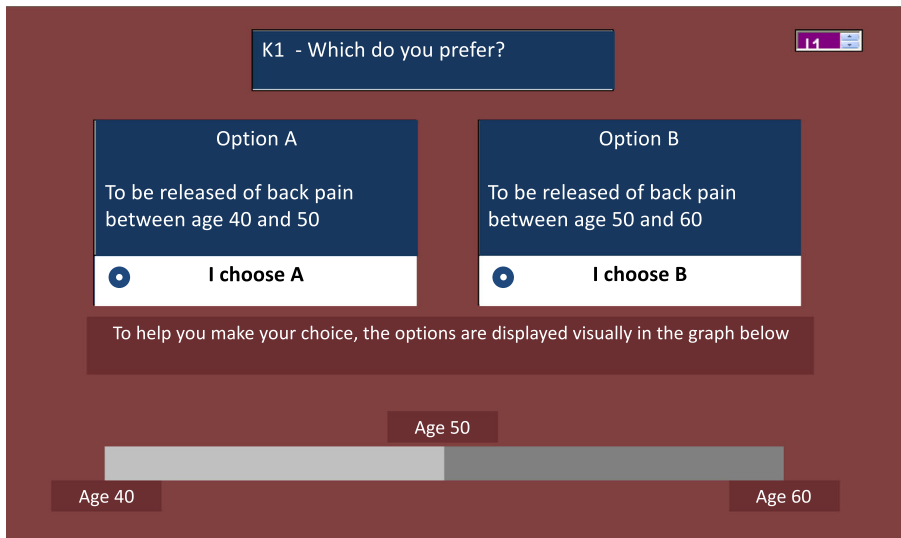 K1 - Which do you prefer?
Option A
To be released of back pain
between age 40 and 50
I choose A
Option B
To be released of back pain
between age 50 and 60
I choose B
To help you make your choice, the options are displayed visually in the graph below
Age 50
Age 40
Age 60